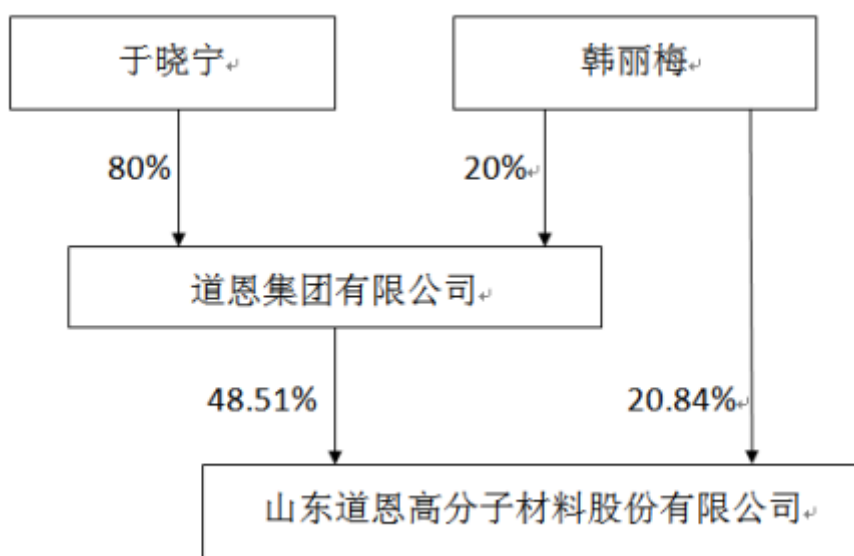 于晓宁
韩丽梅
80%
20%
道恩集团有限公司
48.51%
20.84%
山东道恩高分子材料股份有限公司